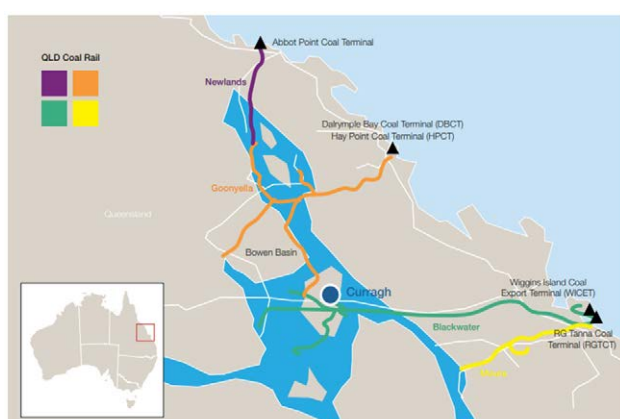 Abbot Point Coal Terminal
QLD Coal Rail
Newlands
Dalrymple Bay Coal Terminal (DBCT)
Hay Point Coal Terminal (HPCT)
Goonyella
Queensland
Bowen Basin
Curragh
Wiggins Island Coal
Export Terminal (WICET)
Blackwater
RG Tanna Coal
Terminal (RGTCT)
Moura